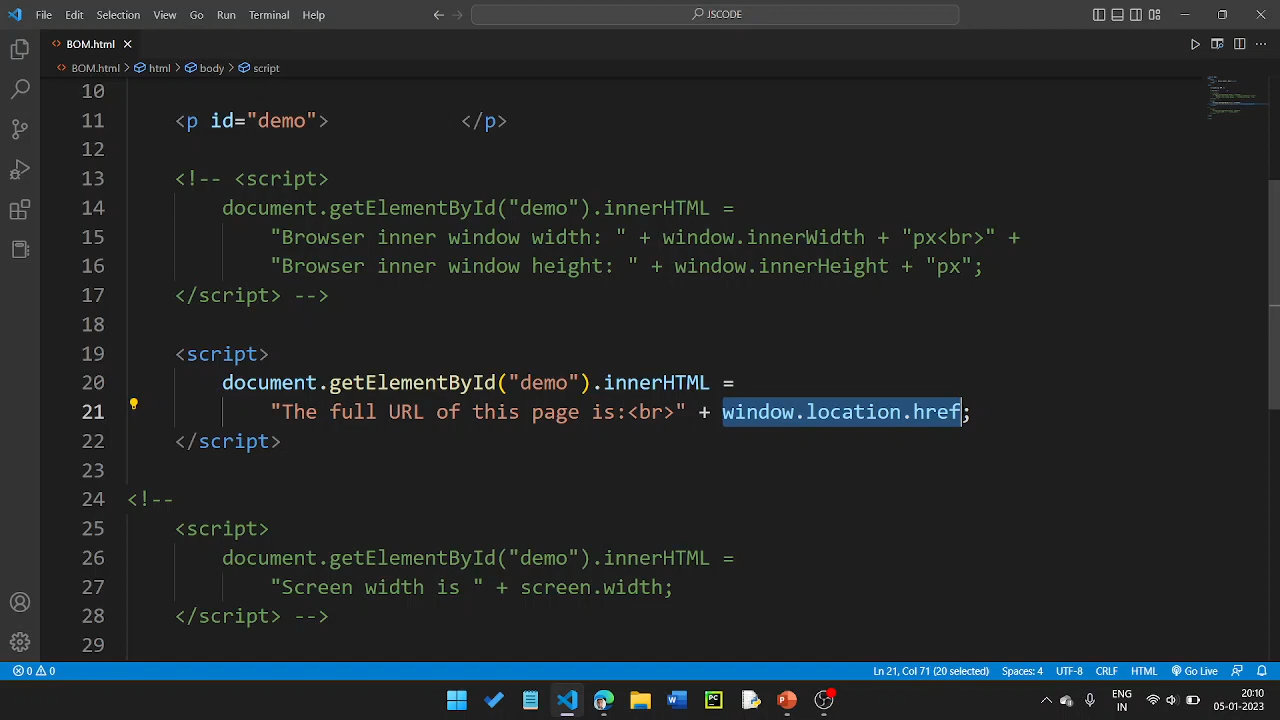 File Edit Selection View Go Run Terminal Help JSCODE
BOM.html
BOM.html > html > body > script
10
11 <p id="demo"> </p>
12
13 <!-- <script>
14 document.getElementById("demo").innerHTML =
15 "Browser inner window width: " + window.innerWidth + "px<br>" +
16 "Browser inner window height: " + window.innerHeight + "px";
17 </script> -->
18
19 <script>
20 document.getElementById("demo").innerHTML =
21 "The full URL of this page is:<br>" + window.location.href;
22 </script>
23
24 <!--
25 <script>
26 document.getElementById("demo").innerHTML =
27 "Screen width is " + screen.width;
28 </script> -->
29
0 0 Ln 21, Col 71 (20 selected) Spaces: 4 UTF-8 CRLF HTML Go Live
W PC P
ENG
IN
20:10
05-01-2023